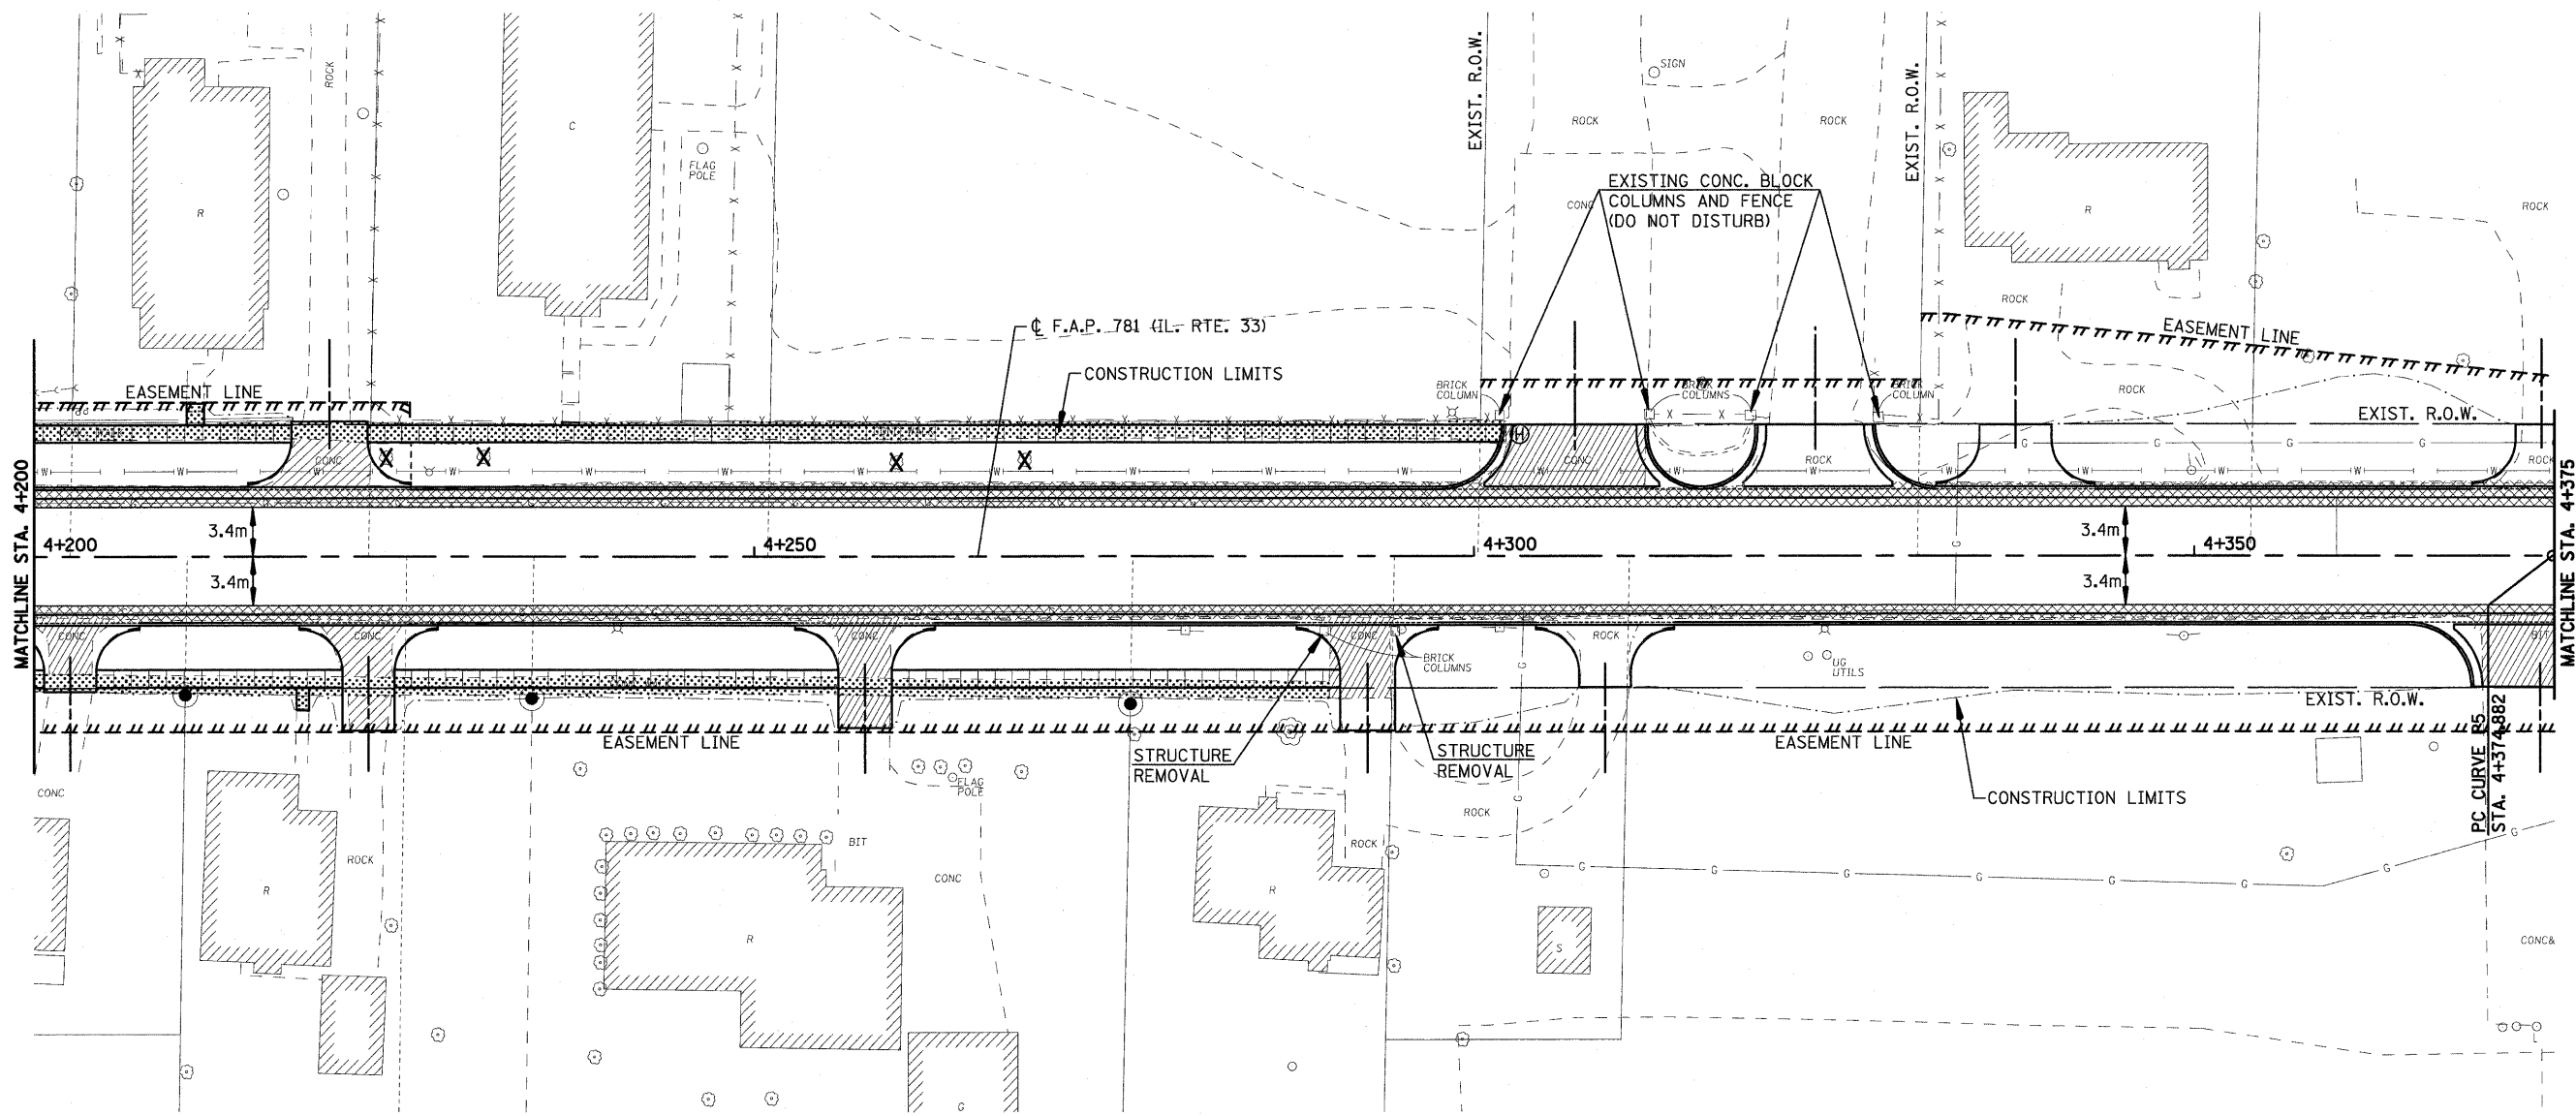 EXIST. R.O.W.
EXIST. R.O.W.
ROCK
SIGN
ROCK
ROCK
C
FLAG
POLE
R
R
ROCK
EXISTING CONC. BLOCK
COLUMNS AND FENCE
(DO NOT DISTURB)
CONC
ROCK
EASEMENT LINE
℄ F.A.P. 781 (IL. RTE. 33)
CONSTRUCTION LIMITS
EASEMENT LINE
BRICK
COLUMN
BRICK
COLUMNS
BRICK
COLUMN
ROCK
EXIST. R.O.W.
H
CONC
CONC
ROCK
ROCK
W W W W W W W W W W W W W W W W W W
G G G G
MATCHLINE STA. 4+200
3.4m
3.4m
4+200
4+250
4+300
4+350
3.4m
3.4m
MATCHLINE STA. 4+375
CONC
CONC
CONC
CONC
BRICK
COLUMNS
ROCK
UG
UTILS
BIT
EXIST. R.O.W.
EASEMENT LINE
STRUCTURE
REMOVAL
STRUCTURE
REMOVAL
EASEMENT LINE
CONSTRUCTION LIMITS
PC CURVE P5
STA. 4+374.882
CONC
FLAG
POLE
ROCK
BIT
CONC
ROCK
ROCK
R
R
R
S
G
G G G G G G G G
CONC&